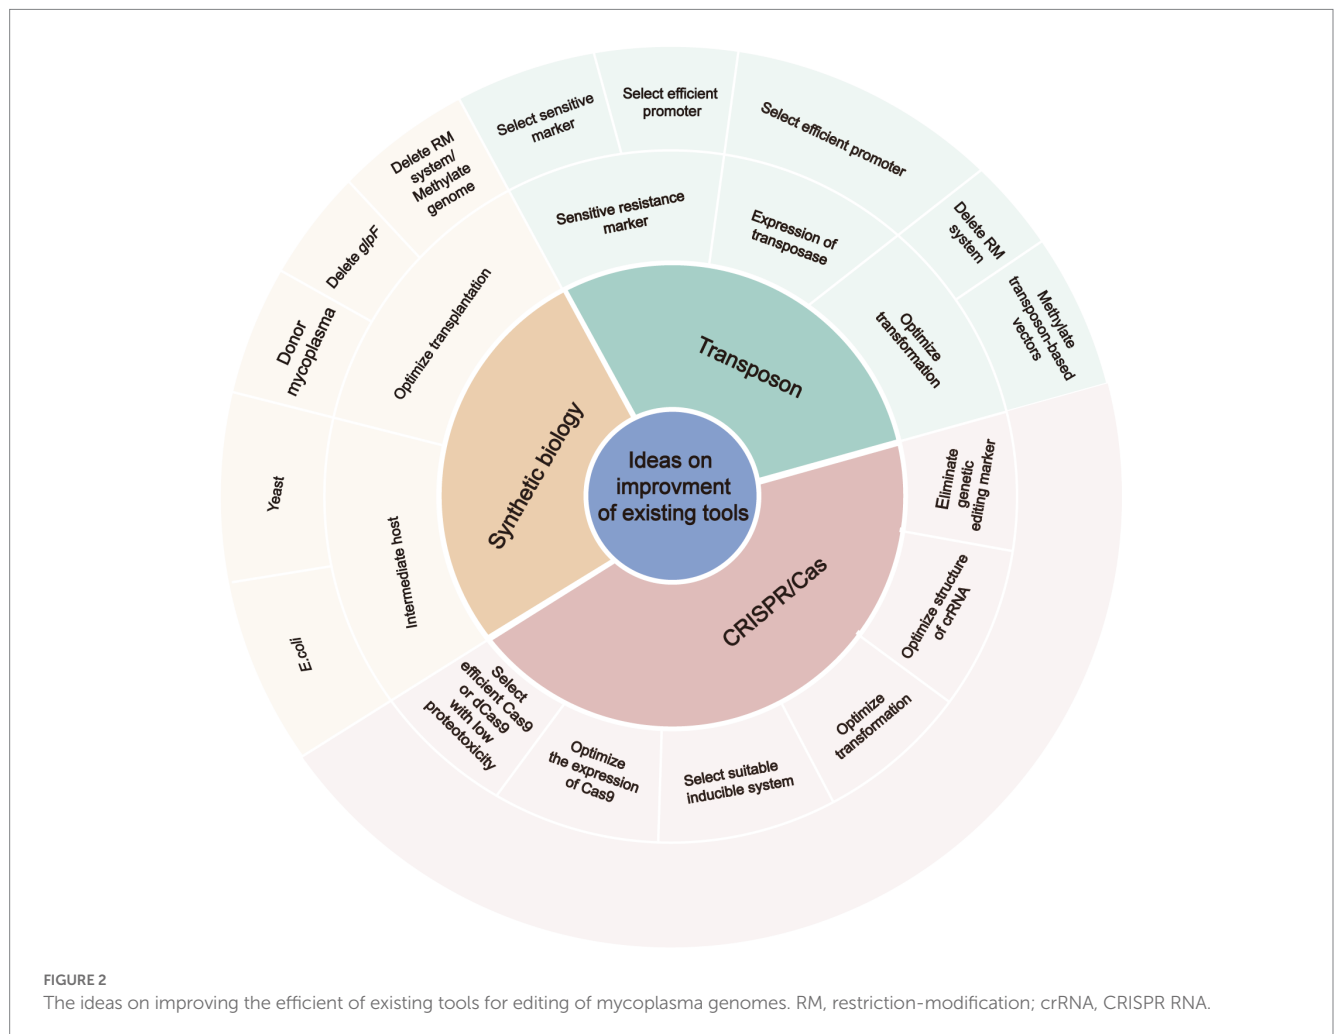 Ideas on
improvment
of existing tools
Transposon
Sensitive resistance
marker
Select sensitive
marker
Select efficient
promoter
Expression of
transposase
Select efficient promoter
Optimize
transformation
Delete RM
system
Methylate
transposon-based
vectors
CRISPR/Cas
Eliminate
genetic
editing marker
Optimize structure
of crRNA
Optimize
transformation
Select suitable
inducible system
Optimize
the expression
of Cas9
Select
efficient Cas9
or dCas9
with low
proteotoxicity
Synthetic biology
Intermediate host
E.coli
Yeast
Optimize transplantation
Donor
mycoplasma
Delete glpF
Delete RM
system/
Methylate
genome
FIGURE 2
The ideas on improving the efficient of existing tools for editing of mycoplasma genomes. RM, restriction-modification; crRNA, CRISPR RNA.